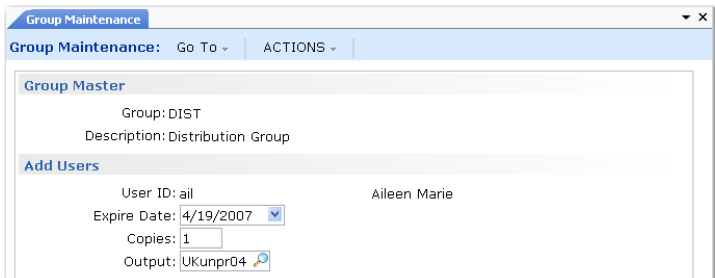 Group Maintenance
Group Maintenance: Go To ACTIONS
Group Master
Group: DIST
Description: Distribution Group
Add Users
User ID: ail Aileen Marie
Expire Date: 4/19/2007
Copies: 1
Output: UKunpr04